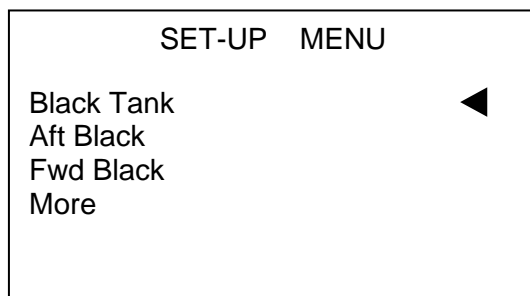 SET-UP MENU
Black Tank
Aft Black
Fwd Black
More